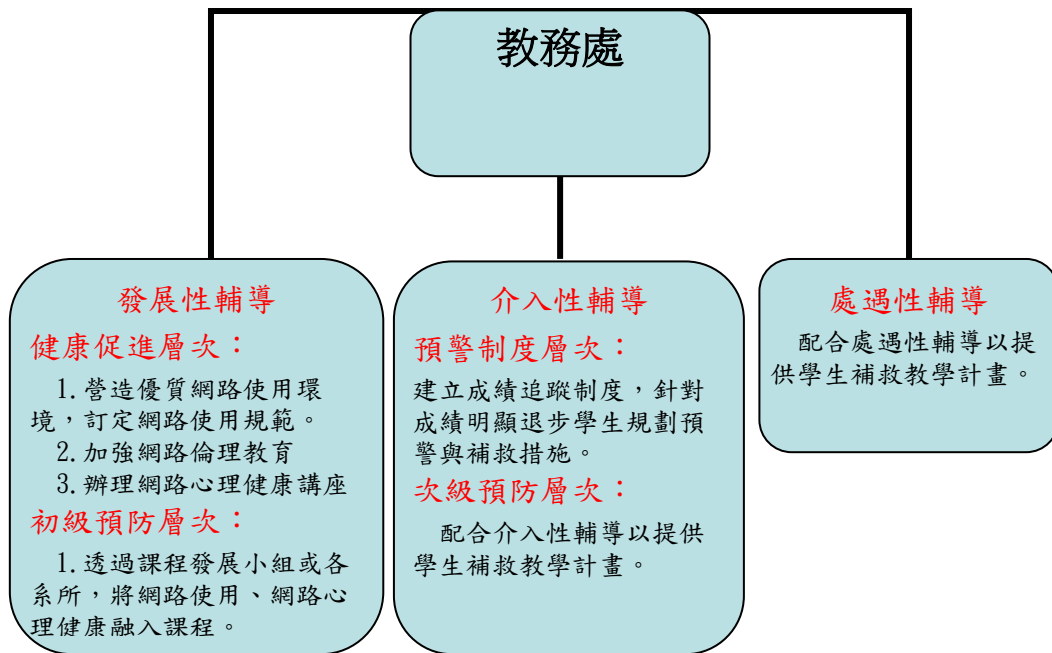 教務處
發展性輔導
健康促進層次：
1.營造優質網路使用環
境，訂定網路使用規範。
2.加強網路倫理教育
3.辦理網路心理健康講座
初級預防層次：
1.透過課程發展小組或各
系所，將網路使用、網路心
理健康融入課程。
介入性輔導
預警制度層次：
建立成績追蹤制度，針對
成績明顯退步學生規劃預
警與補救措施。
次級預防層次：
配合介入性輔導以提供
學生補救教學計畫。
處遇性輔導
配合處遇性輔導以提
供學生補救教學計畫。